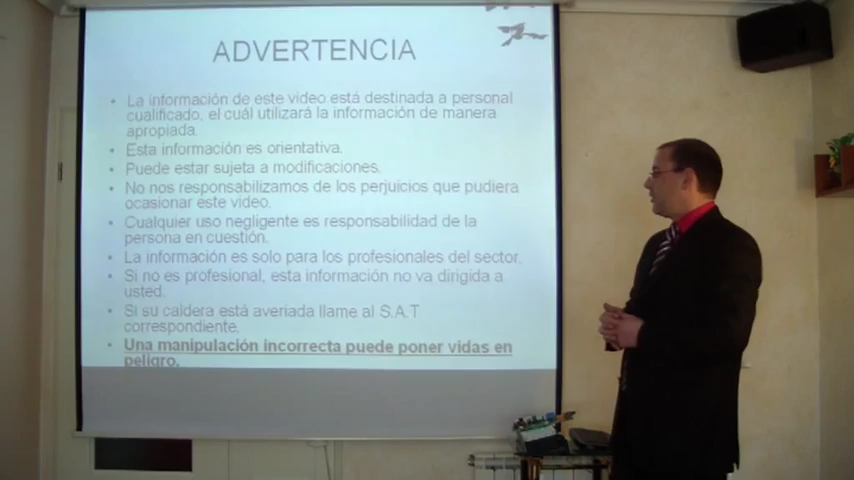 ADVERTENCIA
• La información de este video está destinada a personal
cualificado, el cuál utilizará la información de manera
apropiada.
• Esta información es orientativa.
• Puede estar sujeta a modificaciones.
• No nos responsabilizamos de los perjuicios que pudiera
ocasionar este video.
• Cualquier uso negligente es responsabilidad de la
persona en cuestión.
• La información es solo para los profesionales del sector.
• Si no es profesional, esta información no va dirigida a
usted.
• Si su caldera está averiada llame al S.A.T
correspondiente.
• Una manipulación incorrecta puede poner vidas en
peligro.